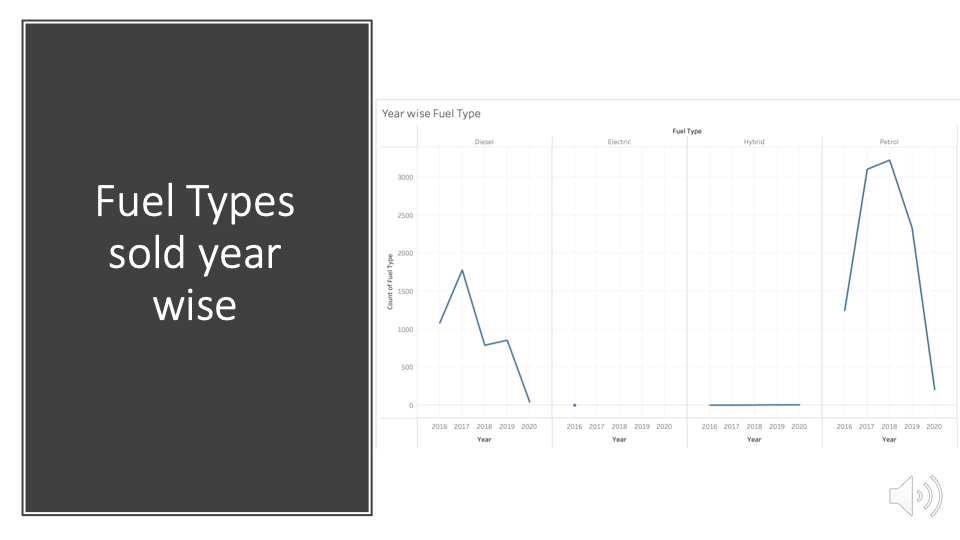 Fuel Types
sold year
wise
Year wise Fuel Type
Fuel Type
Diesel Electric Hybrid Petrol
Count of Fuel Type
3000
2500
2000
1500
1000
500
0
2016 2017 2018 2019 2020 2016 2017 2018 2019 2020 2016 2017 2018 2019 2020 2016 2017 2018 2019 2020
Year Year Year Year